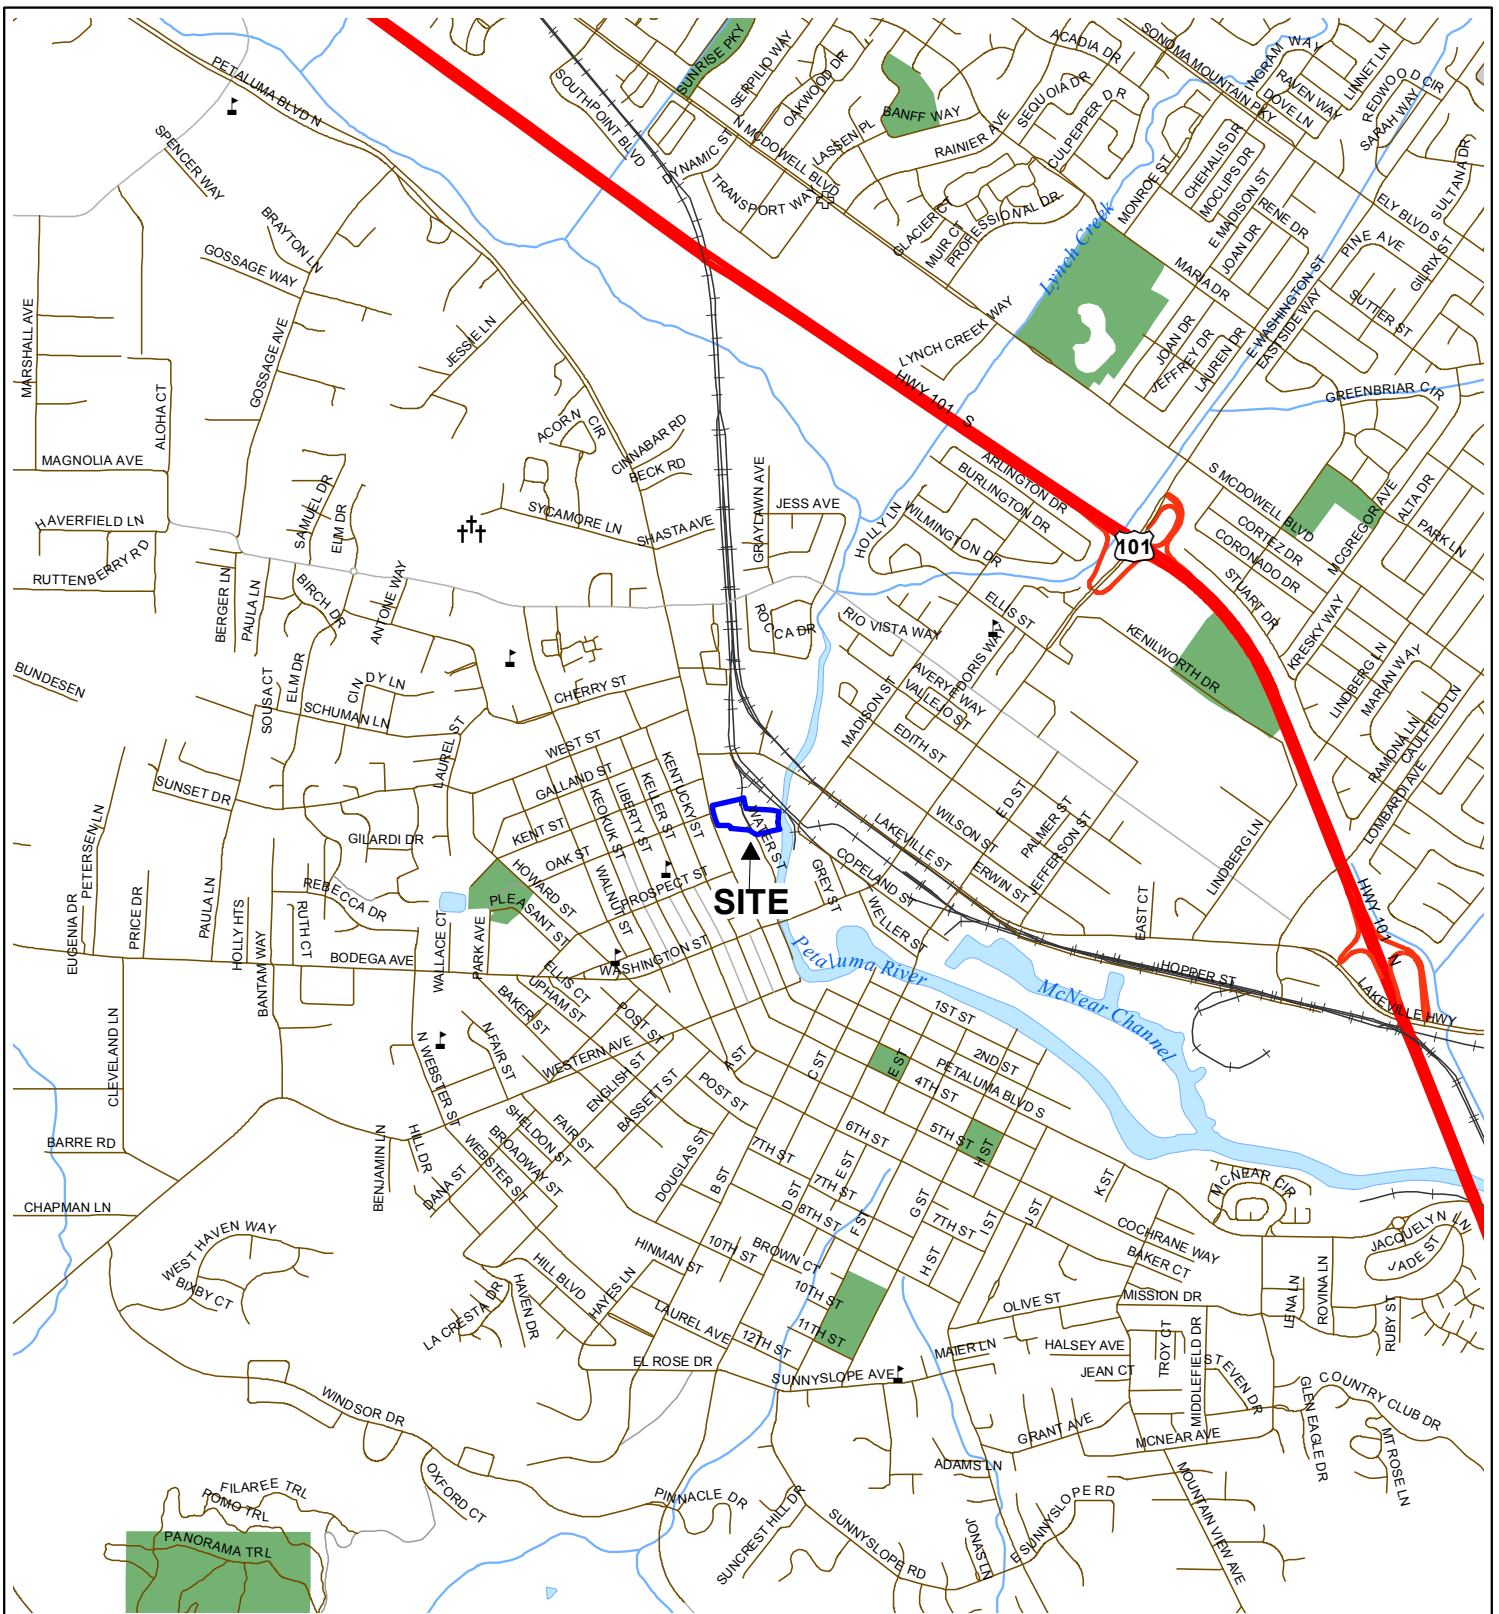 PETALUMA BLVD N
SPENCER WAY
BRAYTON LN
GOSSAGE WAY
GOSSAGE AVE
JESSIE LN
MARSHALL AVE
ALOHA CT
MAGNOLIA AVE
HAVERFIELD LN
RUTTENBERRY RD
SOUTHPOINT BLVD
SUNRISE PKY
SERPILIO WAY
OAKWOOD DR
N MCDOWELL BLVD
DYNAMIC ST
TRANSPORT WAY
LASSEN PL
BANFF WAY
RAINIER AVE
SEQUOIA DR
ACADIA DR
CULPEPPER DR
GLACIER CT
MUIR CT
PROFESSIONAL DR
SONOMA MOUNTAIN PKY
INGRAM WAY
RAVEN WAY
DOVE LN
LINNET LN
REDWOOD CIR
SARAH WAY
SULTANA DR
MONROE ST
CHEHALIS DR
MOCLIPS DR
E MADISON ST
RENE DR
JOAN DR
ELY BLVD S
GILRIX ST
PINE AVE
SUTTER ST
Lynch Creek
MARIA DR
E WASHINGTON ST
EAST SIDE WAY
JOAN DR
JEFFREY DR
LAUREN DR
LYNCH CREEK WAY
HWY 101 S
GREENBRIAR CIR
ACORN CIR
CINNABAR RD
BECK RD
SYCAMORE LN
SHASTA AVE
GRAYLAWN AVE
JESS AVE
HOLLY LN
ARLINGTON DR
BURLINGTON DR
WILMINGTON DR
101
S MCDOWELL BLVD
CORTEZ DR
CORONADO DR
MCGREGOR AVE
ALTA DR
PARK LN
STUART DR
KRESKY WAY
LINDBERG LN
MARIAN WAY
RAMONA LN
CAULFIELD LN
LOMBARDI AVE
SAMUEL DR
ELM DR
BERGER LN
PAULA LN
BIRCH DR
ANTONE WAY
ROCCA DR
RIO VISTA WAY
ELLIS ST
EDORIS WAY
AVERYE WAY
VALLEJO ST
KENILWORTH DR
BUNDESEN
SOUSA CT
ELM DR
CINDY LN
SCHUMAN LN
CHERRY ST
WEST ST
LAUREL ST
MADISON ST
EDITH ST
E D ST
WILSON ST
PALMER ST
JEFFERSON ST
ERWIN ST
LAKEVILLE ST
COPELAND ST
SUNSET DR
GILARDI DR
GALLAND ST
KENT ST
OAK ST
KEOKUK ST
LIBERTY ST
KELLER ST
KENTUCKY ST
WATER ST
SITE
GREY ST
WELLER ST
LINDBERG LN
EAST CT
HWY 101 N
LAKEVILLE HWY
HOPPER ST
EUGENIA DR
PETERSEN LN
PRICE DR
PAULA LN
HOLLY HTS
BANTAM WAY
RUTH CT
REBECCA DR
WALLACE CT
PARK AVE
PLEASANT ST
HOWARD ST
WALNUT ST
PROSPECT ST
WASHINGTON ST
BODEGA AVE
Petaluma River
McNear Channel
CLEVELAND LN
BARRE RD
CHAPMAN LN
ELLIS CT
UPHAM ST
BAKER ST
POST ST
N FAIR ST
N WEBSTER ST
WESTERN AVE
ENGLISH ST
BASSETT ST
A ST
POST ST
C ST
E ST
1ST ST
2ND ST
PETALUMA BLVD S
4TH ST
5TH ST
H ST
6TH ST
7TH ST
E ST
7TH ST
D ST
8TH ST
F ST
G ST
7TH ST
I ST
J ST
K ST
H ST
BENJAMIN LN
HILL DR
DANA ST
SHELDON ST
FAIR ST
BROADWAY ST
WEBSTER ST
DOUGLAS ST
B ST
WEST HAVEN WAY
BIXBY CT
HILL BLVD
HAVEN DR
LA CRESTA DR
HAYES LN
HINMAN ST
10TH ST
BROWN CT
10TH ST
11TH ST
12TH ST
LAUREL AVE
EL ROSE DR
SUNNYSLOPE AVE
MCNEAR CIR
COCHRANE WAY
BAKER CT
MISSION DR
OLIVE ST
MAIER LN
HALSEY AVE
JEAN CT
TROY CT
MIDDLEFIELD DR
STEVEN DR
LENA LN
ROVINA LN
RUBY ST
JACQUELYN LN
JADE ST
GLEN EAGLE DR
COUNTRY CLUB DR
MT ROSE LN
GRANT AVE
MCNEAR AVE
ADAMS LN
MOUNTAIN VIEW AVE
E SUNNYSLOPE RD
JONAS LN
WINDSOR DR
OXFORD CT
PINNACLE DR
SUNCREST HILL DR
SUNNYSLOPE RD
FILAREE TRL
ROMO TRL
PANORAMA TRL